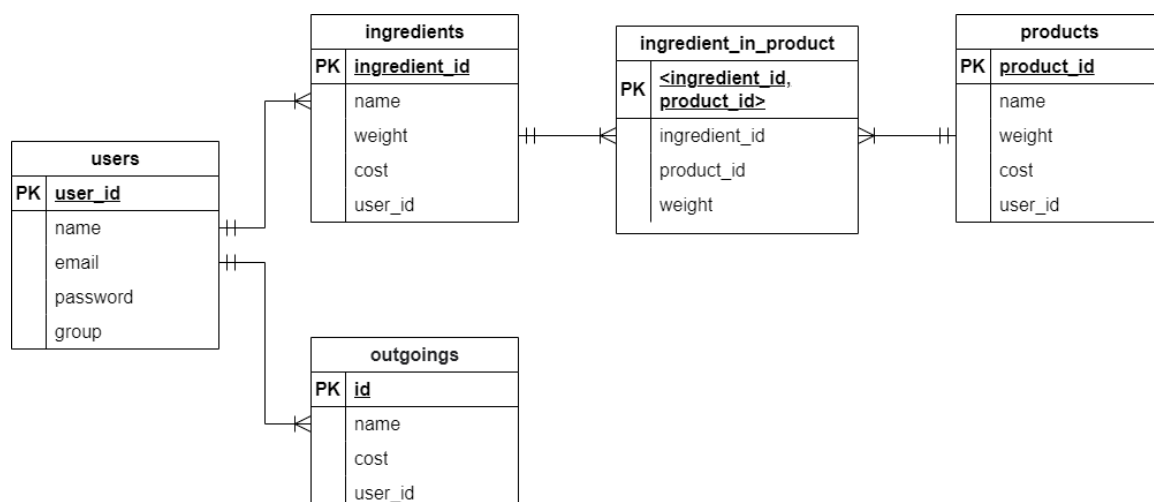 users
PK user_id
name
email
password
group
ingredients
PK ingredient_id
name
weight
cost
user_id
ingredient_in_product
PK <ingredient_id,
product_id>
ingredient_id
product_id
weight
products
PK product_id
name
weight
cost
user_id
outgoings
PK id
name
cost
user_id